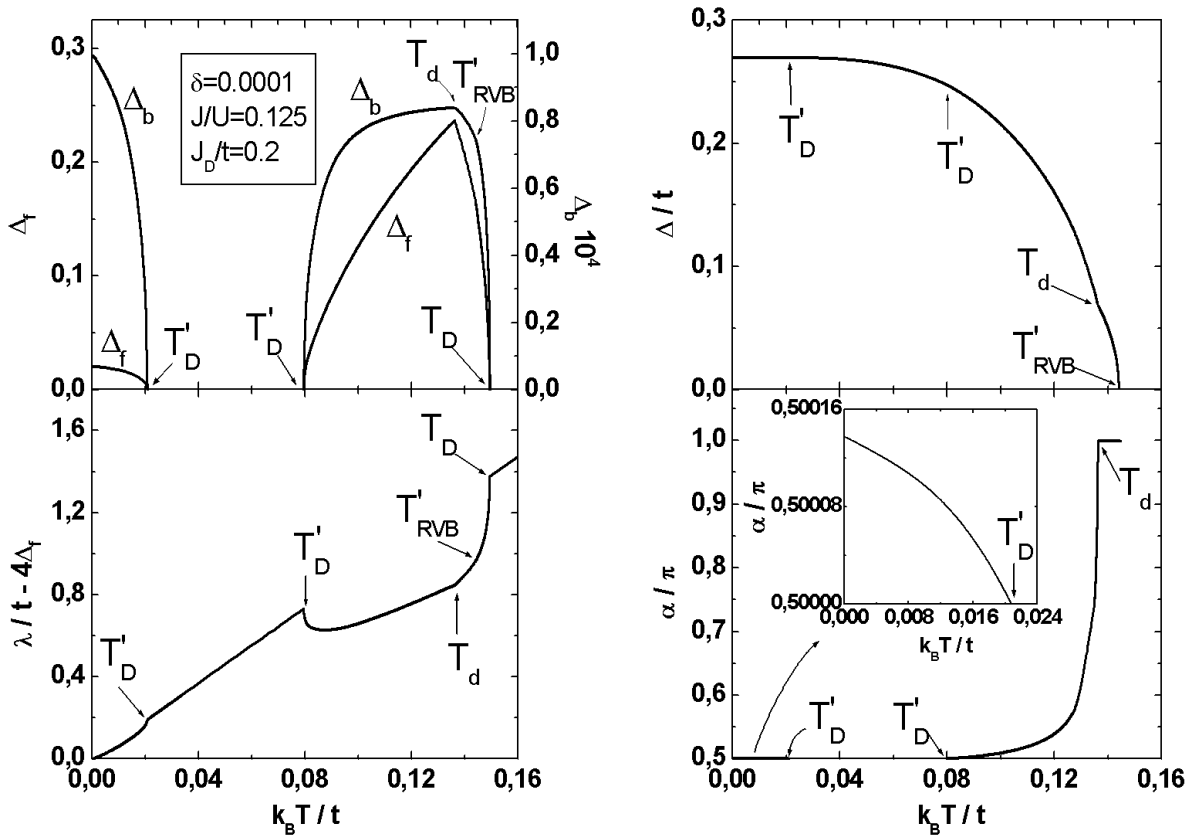 0,3
0,2
0,1
0,0
Δf
δ=0.0001
J/U=0.125
JD/t=0.2
Δb
Δf
Δb
Δf
T'D
T'D
Td
T'RVB
TD
1,0
0,8
0,6
0,4
0,2
0,0
Δb 10^4
1,6
1,2
0,8
0,4
0,0
λ / t - 4Δf
T'D
T'D
TD
T'RVB
Td
0,00 0,04 0,08 0,12 0,16
kBT / t
0,3
0,2
0,1
0,0
Δ / t
T'D
T'D
Td
T'RVB
1,0
0,9
0,8
0,7
0,6
0,5
α / π
0,50016
0,50008
0,50000
α / π
T'D
0,000 0,008 0,016 0,024
kBT / t
Td
T'D
T'D
0,00 0,04 0,08 0,12 0,16
kBT / t